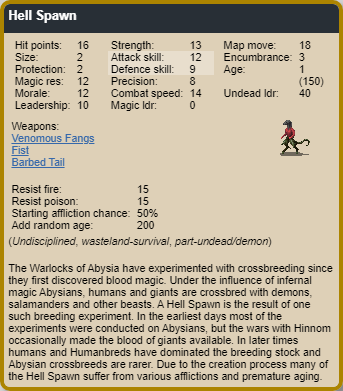 Hell Spawn
Hit points: 16 Strength: 13 Map move: 18
Size: 2 Attack skill: 12 Encumbrance: 3
Protection: 2 Defence skill: 9 Age: 1
Magic res: 12 Precision: 8 (150)
Morale: 12 Combat speed: 14 Undead ldr: 40
Leadership: 10 Magic ldr: 0
Weapons:
Venomous Fangs
Fist
Barbed Tail
Resist fire: 15
Resist poison: 15
Starting affliction chance: 50%
Add random age: 200
(Undisciplined, wasteland-survival, part-undead/demon)
The Warlocks of Abysia have experimented with crossbreeding since
they first discovered blood magic. Under the influence of infernal
magic Abysians, humans and giants are crossbred with demons,
salamanders and other beasts. A Hell Spawn is the result of one
such breeding experiment. In the earliest days most of the
experiments were conducted on Abysians, but the wars with Hinnom
occasionally made the blood of giants available. In later times
humans and Humanbreds have dominated the breeding stock and
Abysian crossbreeds are rarer. Due to the creation process many of
the Hell Spawn suffer from various afflictions and premature aging.